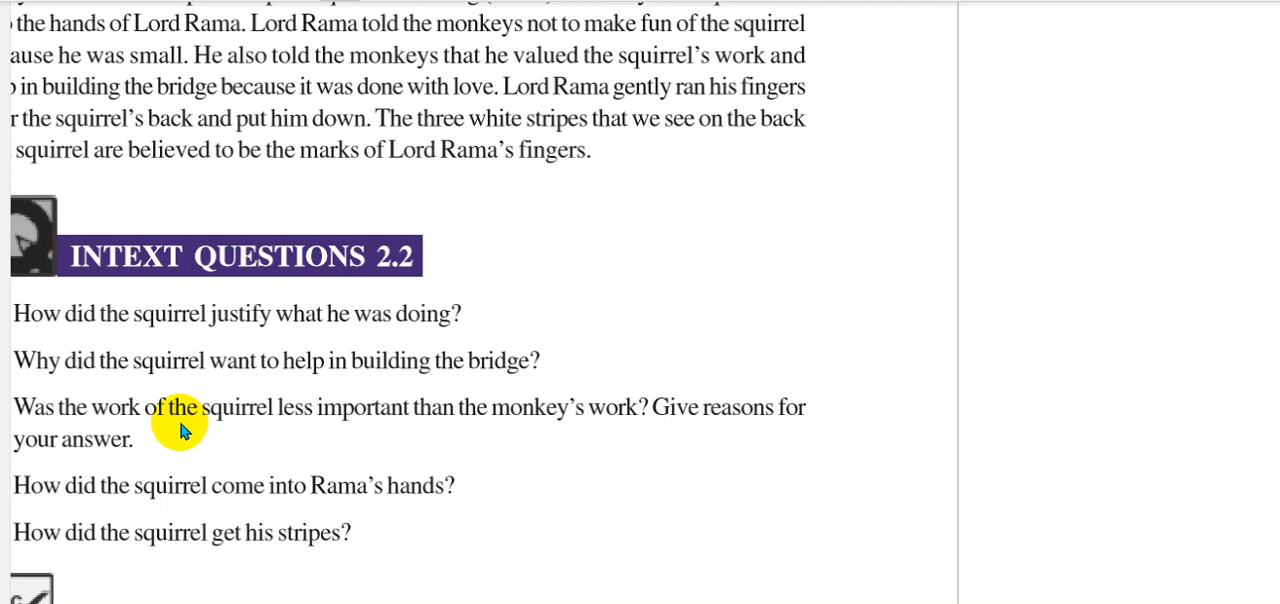 the hands of Lord Rama. Lord Rama told the monkeys not to make fun of the squirrel
ause he was small. He also told the monkeys that he valued the squirrel's work and
in building the bridge because it was done with love. Lord Rama gently ran his fingers
r the squirrel's back and put him down. The three white stripes that we see on the back
squirrel are believed to be the marks of Lord Rama's fingers.
INTEXT QUESTIONS 2.2
How did the squirrel justify what he was doing?
Why did the squirrel want to help in building the bridge?
Was the work of the squirrel less important than the monkey's work? Give reasons for
your answer.
How did the squirrel come into Rama's hands?
How did the squirrel get his stripes?